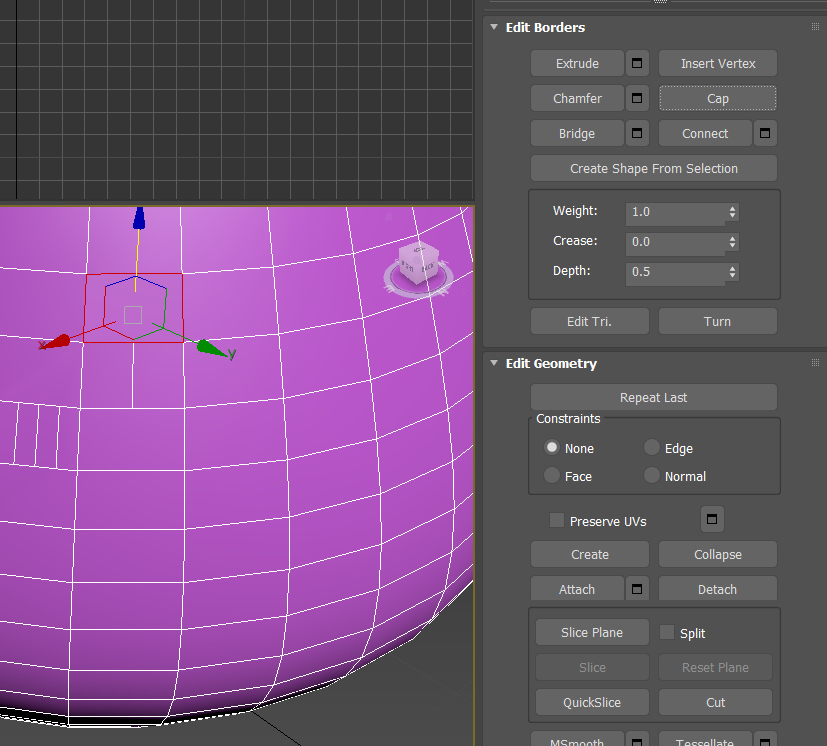 Edit Borders
Extrude
Insert Vertex
Chamfer
Cap
Bridge
Connect
Create Shape From Selection
Weight: 1.0
Crease: 0.0
Depth: 0.5
Edit Tri.
Turn
Edit Geometry
Repeat Last
Constraints
None
Edge
Face
Normal
Preserve UVs
Create
Collapse
Attach
Detach
Slice Plane
Split
Slice
Reset Plane
QuickSlice
Cut
MSmooth
Tessellate
x
y